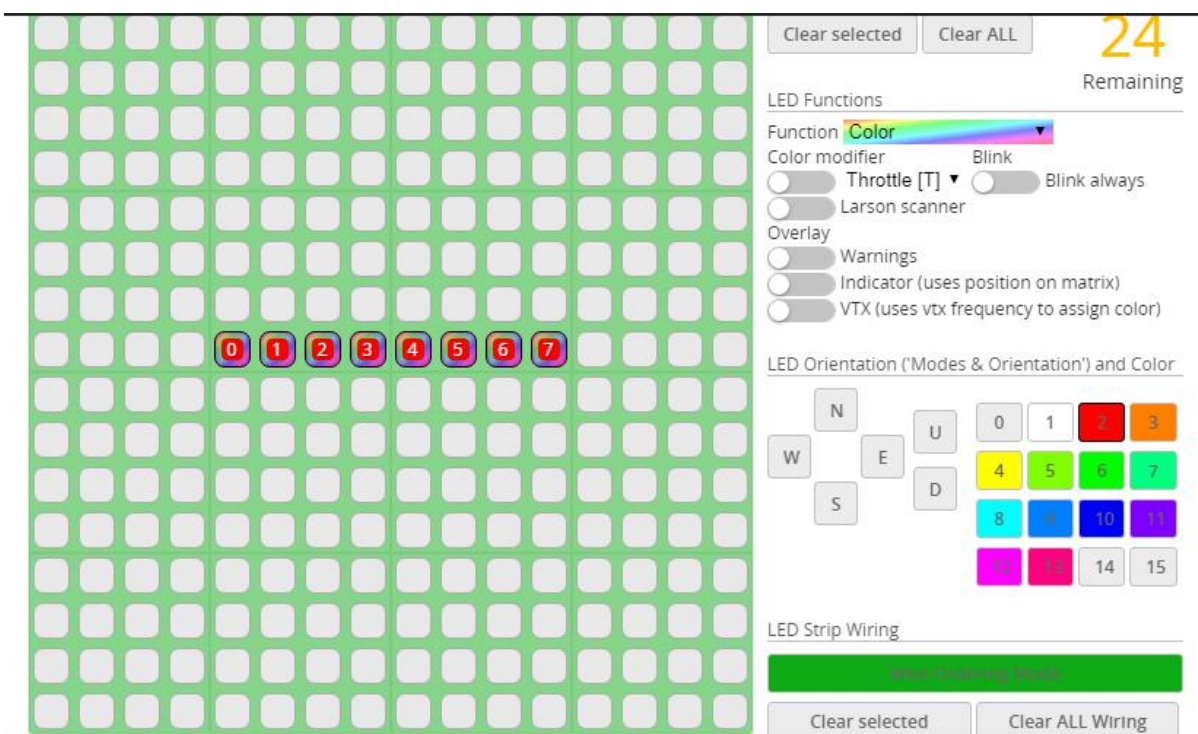 Clear selected Clear ALL 24
Remaining
LED Functions
Function Color
Color modifier Blink
Throttle [T] Blink always
Larson scanner
Overlay
Warnings
Indicator (uses position on matrix)
VTX (uses vtx frequency to assign color)
0 1 2 3 4 5 6 7
LED Orientation ('Modes & Orientation') and Color
N
U
W E
D
S
0 1 2 3
4 5 6 7
8 9 10 11
12 13 14 15
LED Strip Wiring
Wire Ordering Mode
Clear selected Clear ALL Wiring